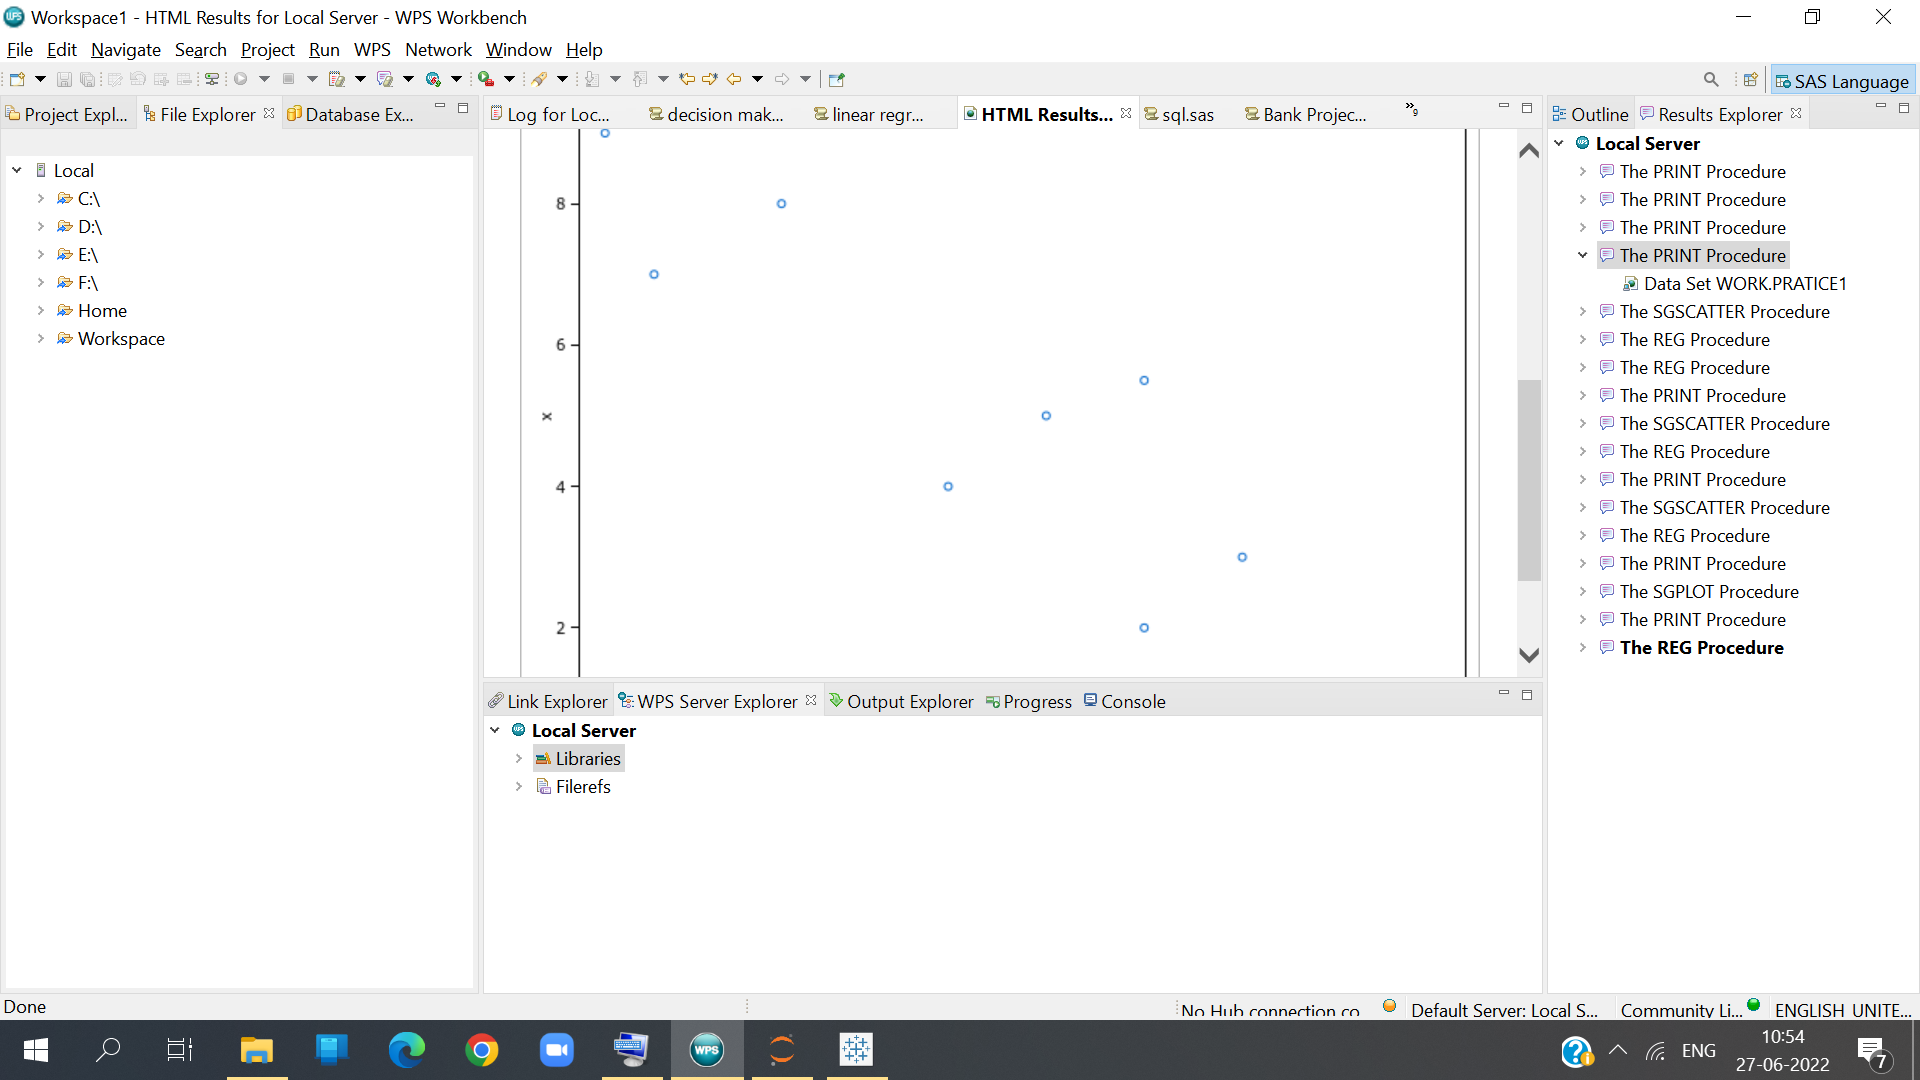 Workspace1 - HTML Results for Local Server - WPS Workbench
File Edit Navigate Search Project Run WPS Network Window Help
SAS Language
Project Expl... File Explorer Database Ex...
Log for Loc... decision mak... linear regr... HTML Results... sql.sas Bank Projec... »9
Outline Results Explorer
Local
C:\
D:\
E:\
F:\
Home
Workspace
8
6
x
4
2
Local Server
The PRINT Procedure
The PRINT Procedure
The PRINT Procedure
The PRINT Procedure
Data Set WORK.PRATICE1
The SGSCATTER Procedure
The REG Procedure
The REG Procedure
The PRINT Procedure
The SGSCATTER Procedure
The REG Procedure
The PRINT Procedure
The SGSCATTER Procedure
The REG Procedure
The PRINT Procedure
The SGPLOT Procedure
The PRINT Procedure
The REG Procedure
Link Explorer WPS Server Explorer Output Explorer Progress Console
Local Server
Libraries
Filerefs
Done
No Hub connection co
Default Server: Local S...
Community Li...
ENGLISH UNITE...
WPS
ENG
10:54
27-06-2022
7